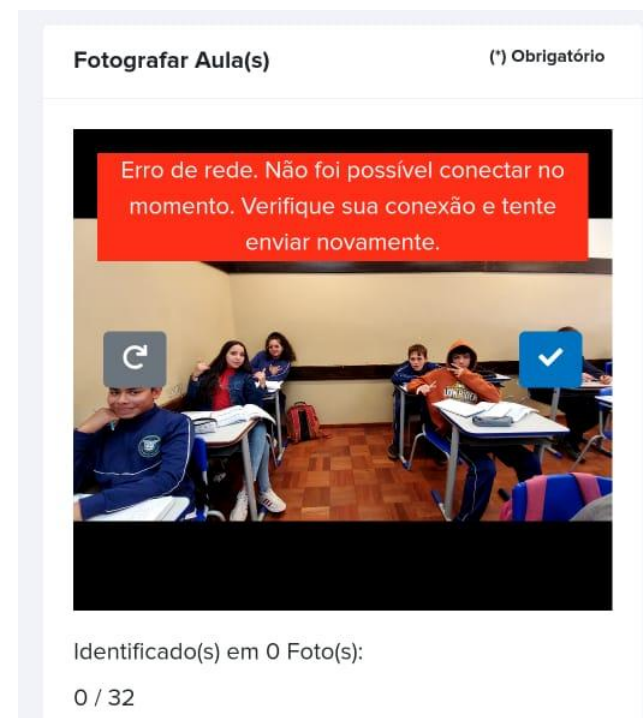 Fotografar Aula(s)
(*) Obrigatório
Erro de rede. Não foi possível conectar no
momento. Verifique sua conexão e tente
enviar novamente.
LOWRIDER
Identificado(s) em 0 Foto(s):
0 / 32